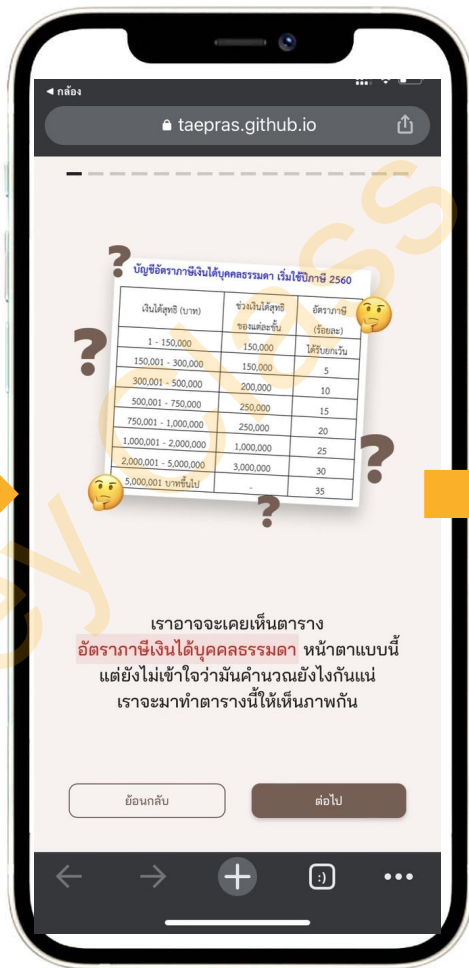 กล้อง
taepras.github.io
บัญชีอัตราภาษีเงินได้บุคคลธรรมดา เริ่มใช้ปีภาษี 2560
เงินได้สุทธิ (บาท) ช่วงเงินได้สุทธิของแต่ละขั้น อัตราภาษี (ร้อยละ)
1 - 150,000 150,000 ได้รับยกเว้น
150,001 - 300,000 150,000 5
300,001 - 500,000 200,000 10
500,001 - 750,000 250,000 15
750,001 - 1,000,000 250,000 20
1,000,001 - 2,000,000 1,000,000 25
2,000,001 - 5,000,000 3,000,000 30
5,000,001 บาทขึ้นไป - 35
เราอาจจะเคยเห็นตาราง
อัตราภาษีเงินได้บุคคลธรรมดา หน้าตาแบบนี้
แต่ยังไม่เข้าใจว่ามันคำนวณยังไงกันแน่
เราจะมาทำตารางนี้ให้เห็นภาพกัน
ย้อนกลับ ต่อไป
:)
ey Class